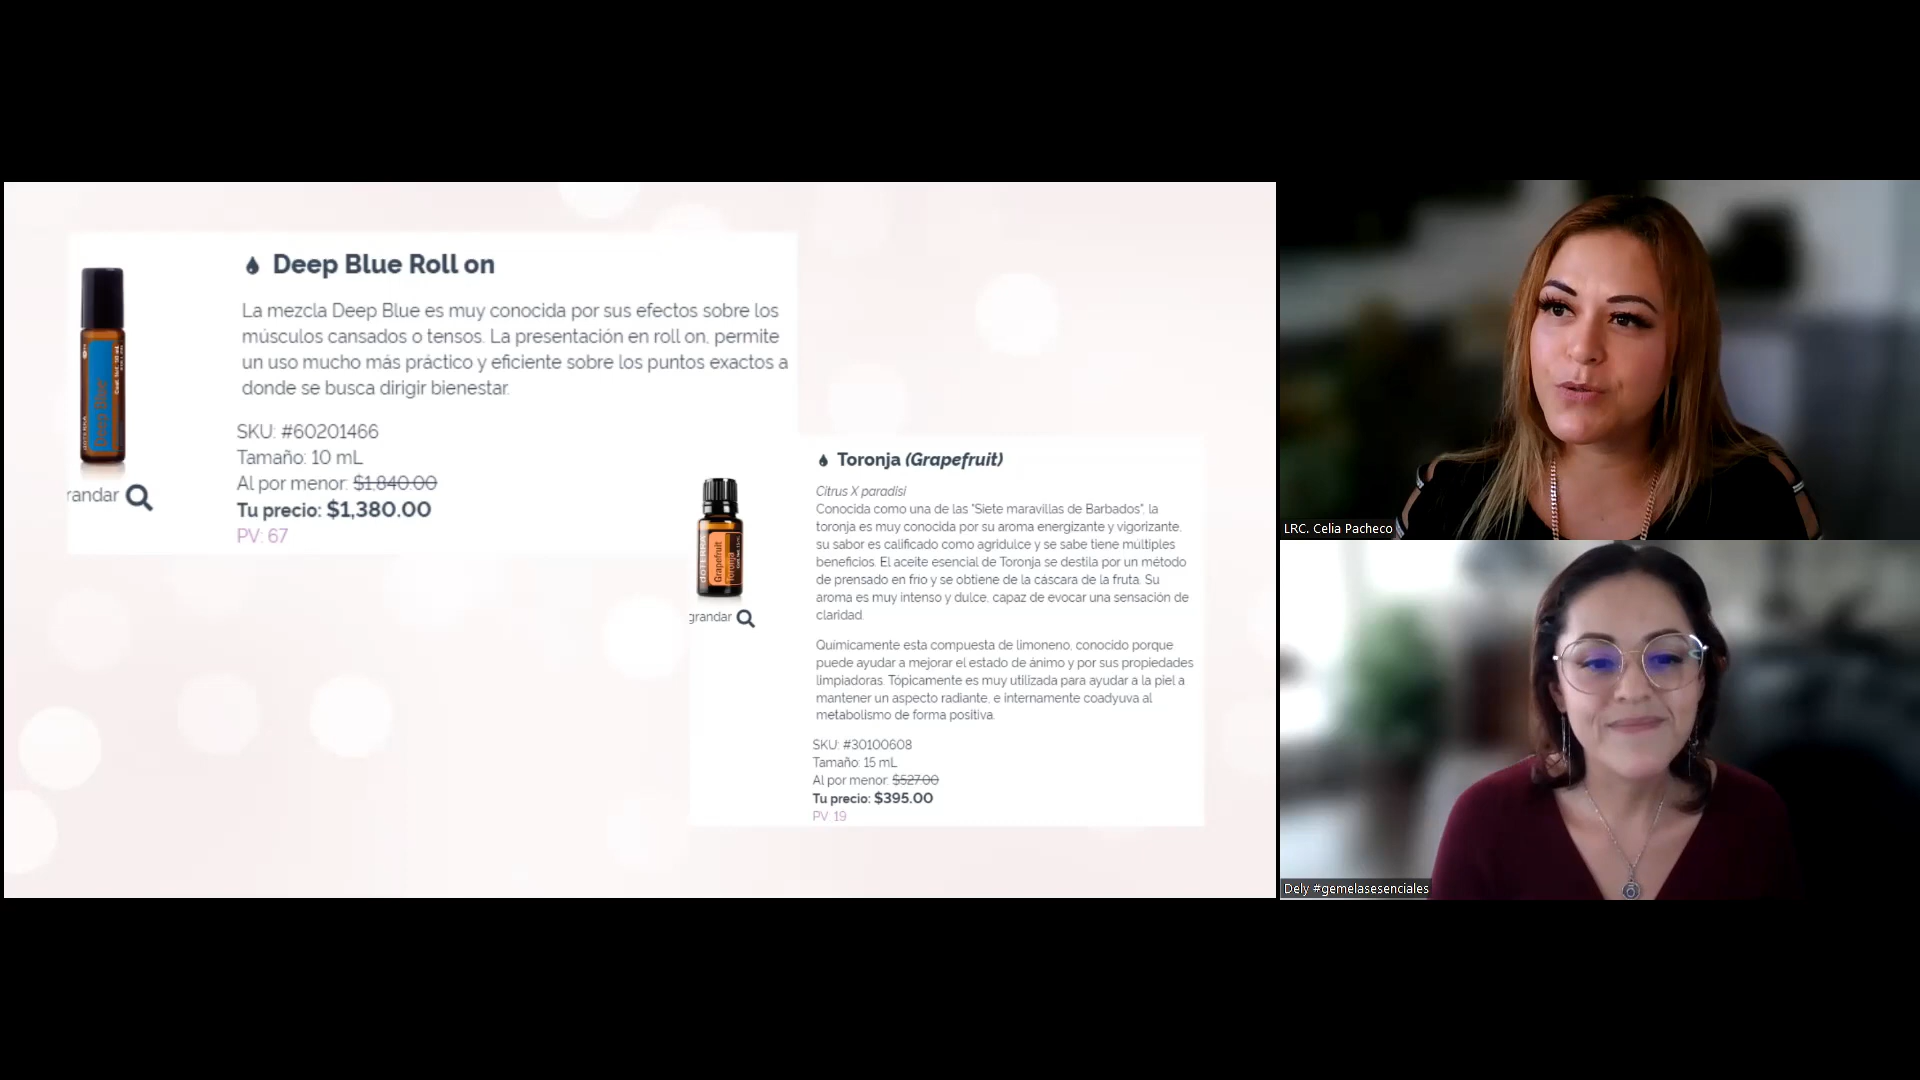 Deep Blue Roll on
La mezcla Deep Blue es muy conocida por sus efectos sobre los
músculos cansados o tensos. La presentación en roll on, permite
un uso mucho más práctico y eficiente sobre los puntos exactos a
donde se busca dirigir bienestar.
SKU: #60201466
Tamaño: 10 mL
Al por menor: $1,840.00
Tu precio: $1,380.00
PV: 67
Deep Blue
randar
Toronja (Grapefruit)
Citrus X paradisi
Conocida como una de las "Siete maravillas de Barbados", la
toronja es muy conocida por su aroma energizante y vigorizante,
su sabor es calificado como agridulce y se sabe tiene múltiples
beneficios. El aceite esencial de Toronja se destila por un método
de prensado en frio y se obtiene de la cáscara de la fruta. Su
aroma es muy intenso y dulce, capaz de evocar una sensación de
claridad.
Químicamente esta compuesta de limoneno, conocido porque
puede ayudar a mejorar el estado de ánimo y por sus propiedades
limpiadoras. Tópicamente es muy utilizada para ayudar a la piel a
mantener un aspecto radiante, e internamente coadyuva al
metabolismo de forma positiva.
SKU: #30100608
Tamaño: 15 mL
Al por menor: $527.00
Tu precio: $395.00
PV: 19
dōTERRA
Grapefruit
Toronja
grandar
LRC. Celia Pacheco
Dely #gemelasesenciales